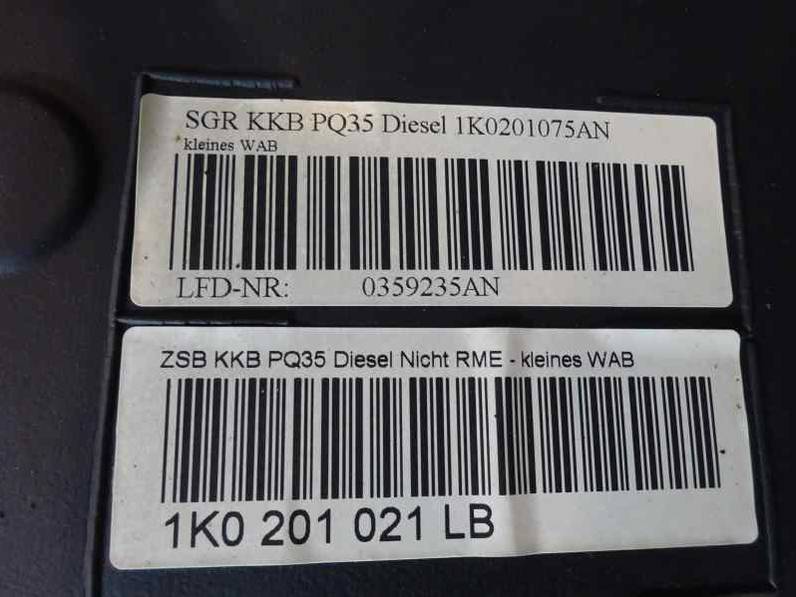 SGR KKB PQ35 Diesel 1K0201075AN
kleines WAB
LFD-NR: 0359235AN
ZSB KKB PQ35 Diesel Nicht RME - kleines WAB
1K0 201 021 LB